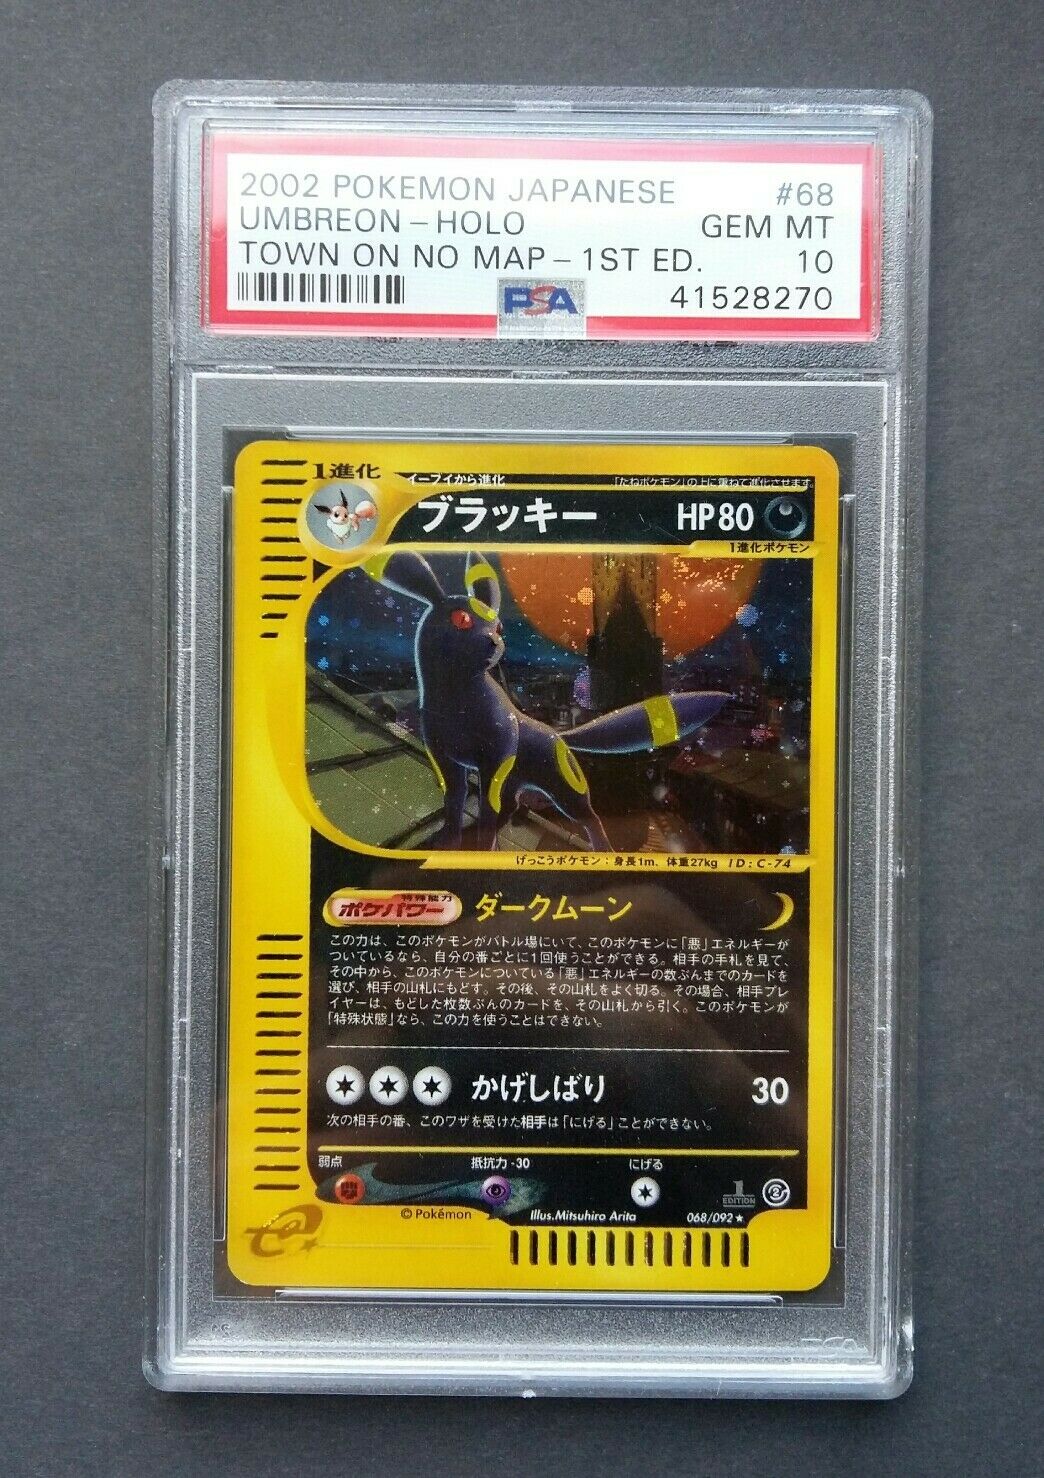 2002 POKEMON JAPANESE #68
UMBREON - HOLO GEM MT
TOWN ON NO MAP - 1ST ED. 10
PSA 41528270
1進化
イーブイから進化 「たねポケモン」の上に重ねて進化させます
ブラッキー HP80
1進化ポケモン
げっこうポケモン:身長1m、体重27kg ID:C-74
特殊能力
ポケパワー ダークムーン
この力は、このポケモンがバトル場にいて、このポケモンに「悪」エネルギーが
ついているなら、自分の番ごとに1回使うことができる。相手の手札を見て、
その中から、このポケモンについている「悪」エネルギーの数ぶんまでのカードを
選び、相手の山札にもどす。その後、その山札をよく切る。その場合、相手プレ
イヤーは、もどした枚数ぶんのカードを、その山札から引く。このポケモンが
「特殊状態」なら、この力を使うことはできない。
かげしばり 30
次の相手の番、このワザを受けた相手は「にげる」ことができない。
弱点 抵抗力-30 にげる
1
EDITION
2
©Pokémon Illus.Mitsuhiro Arita 068/092★
e
PSA